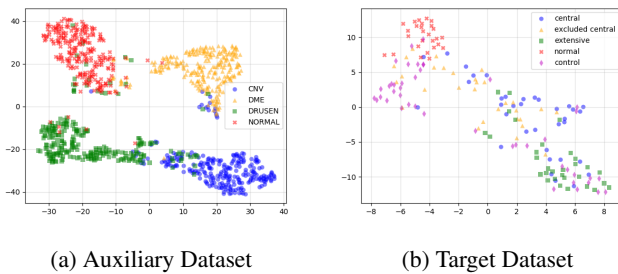 40
20
0
−20
−40
−30 −20 −10 0 10 20 30 40
CNV
DME
DRUSEN
NORMAL
(a) Auxiliary Dataset
10
5
0
−5
−10
−8 −6 −4 −2 0 2 4 6 8
central
excluded central
extensive
normal
control
(b) Target Dataset